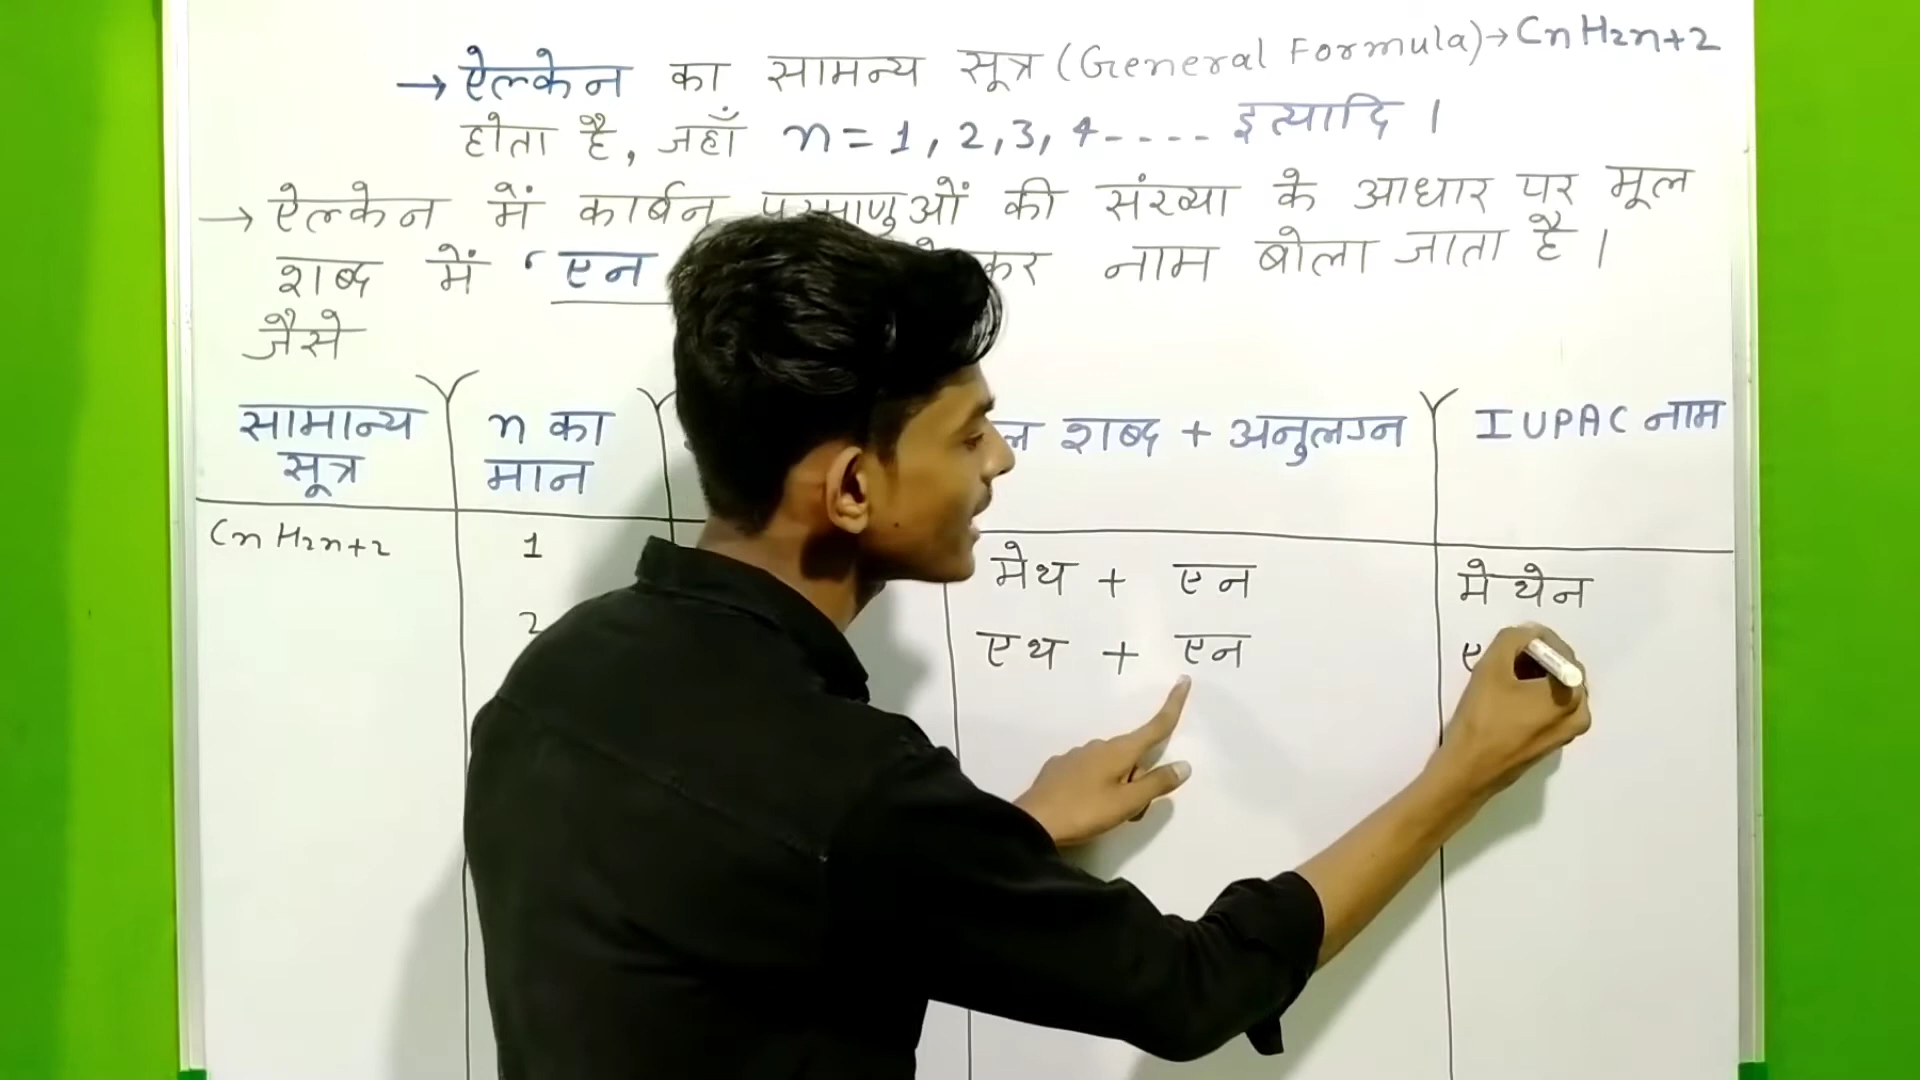 → ऐल्केन का सामन्य सूत्र (General Formula) → CnH2n+2
होता है, जहाँ n = 1, 2, 3, 4---- इत्यादि ।
→ ऐल्केन में कार्बन परमाणुओं की संख्या के आधार पर मूल
शब्द में ' एन कर नाम बोला जाता है ।
जैसे
सामान्य सूत्र n का मान शब्द + अनुलग्न IUPAC नाम
CnH2n+2 1 मेथ + एन मेथेन
2 एथ + एन ए